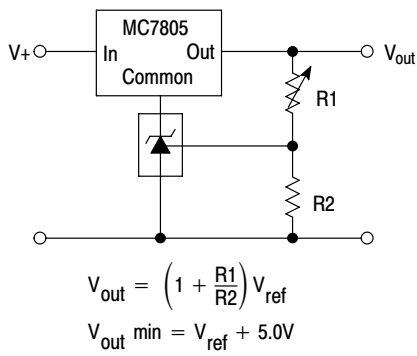 MC7805
V+ In Out Vout
Common
R1
R2
Vout = (1 + R1/R2) Vref
Vout min = Vref + 5.0V